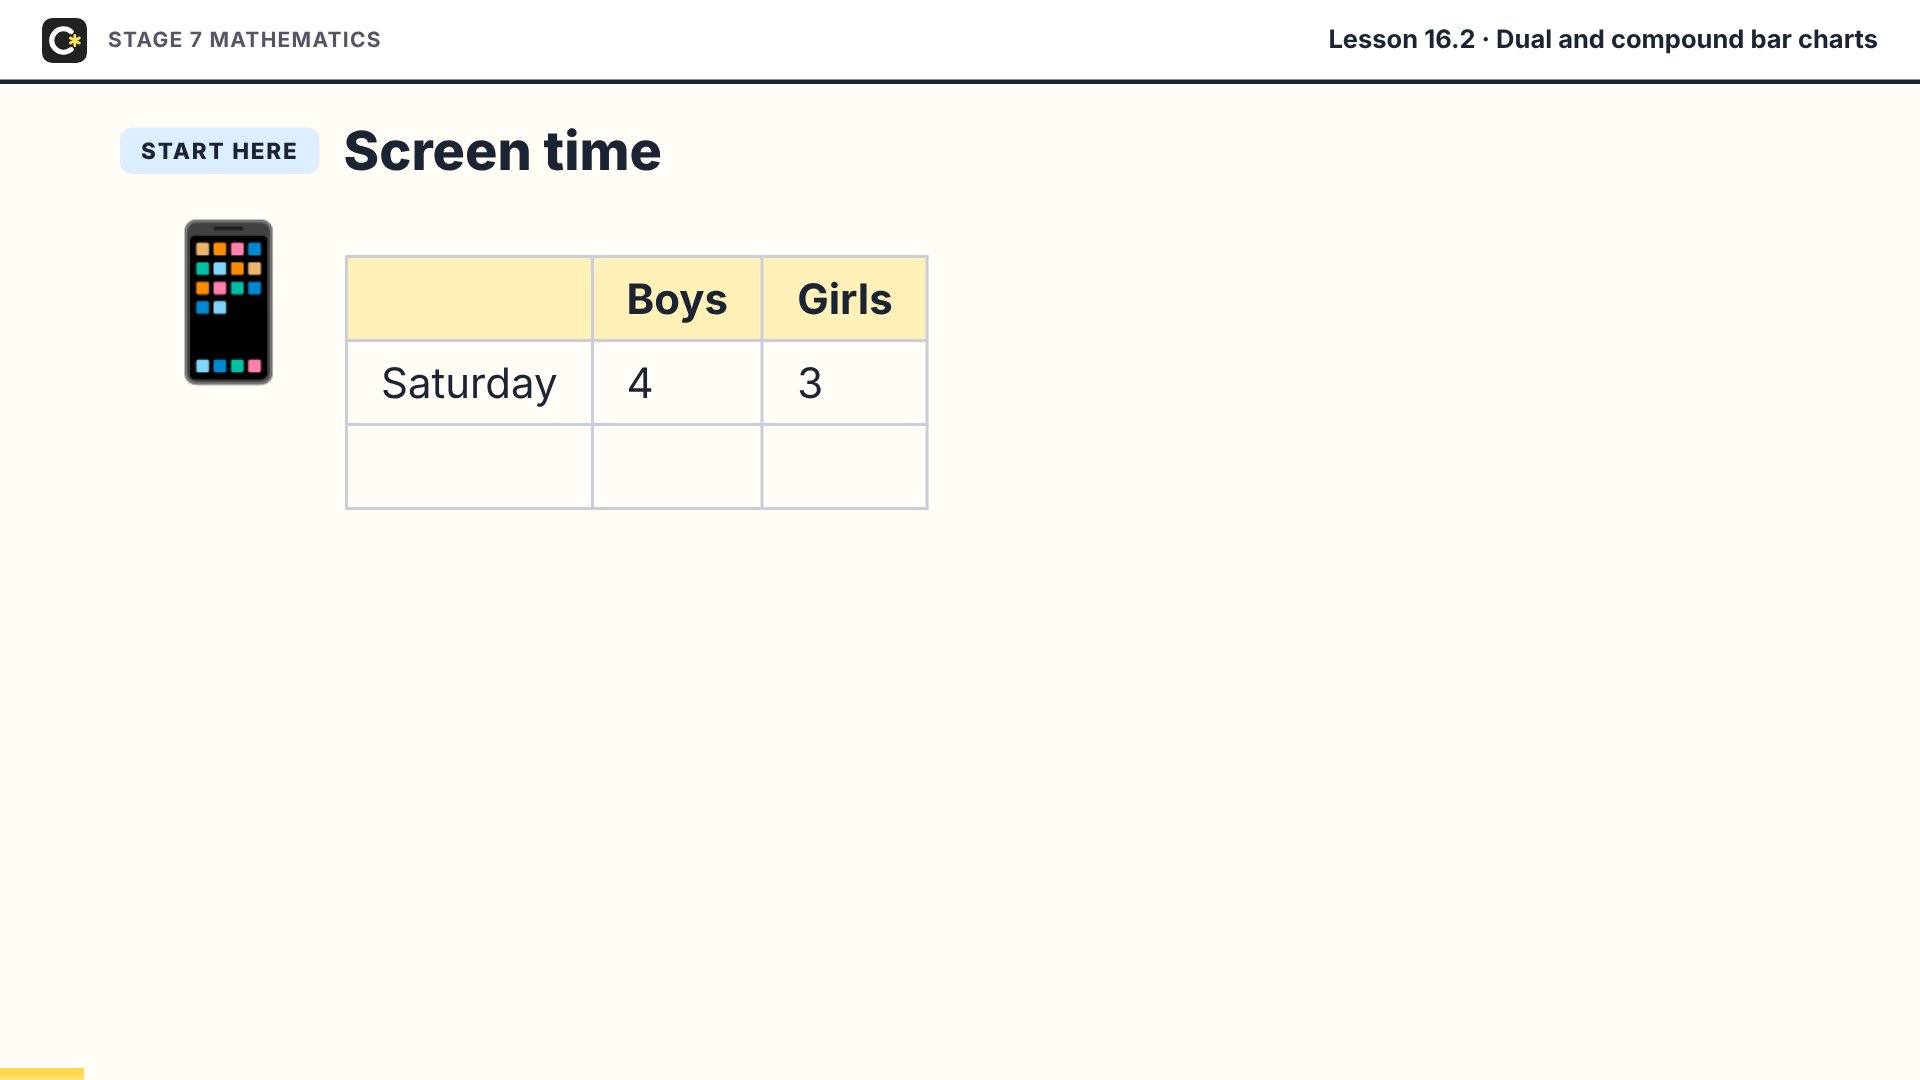 STAGE 7 MATHEMATICS
Lesson 16.2 · Dual and compound bar charts
START HERE
Screen time
Boys Girls
Saturday 4 3